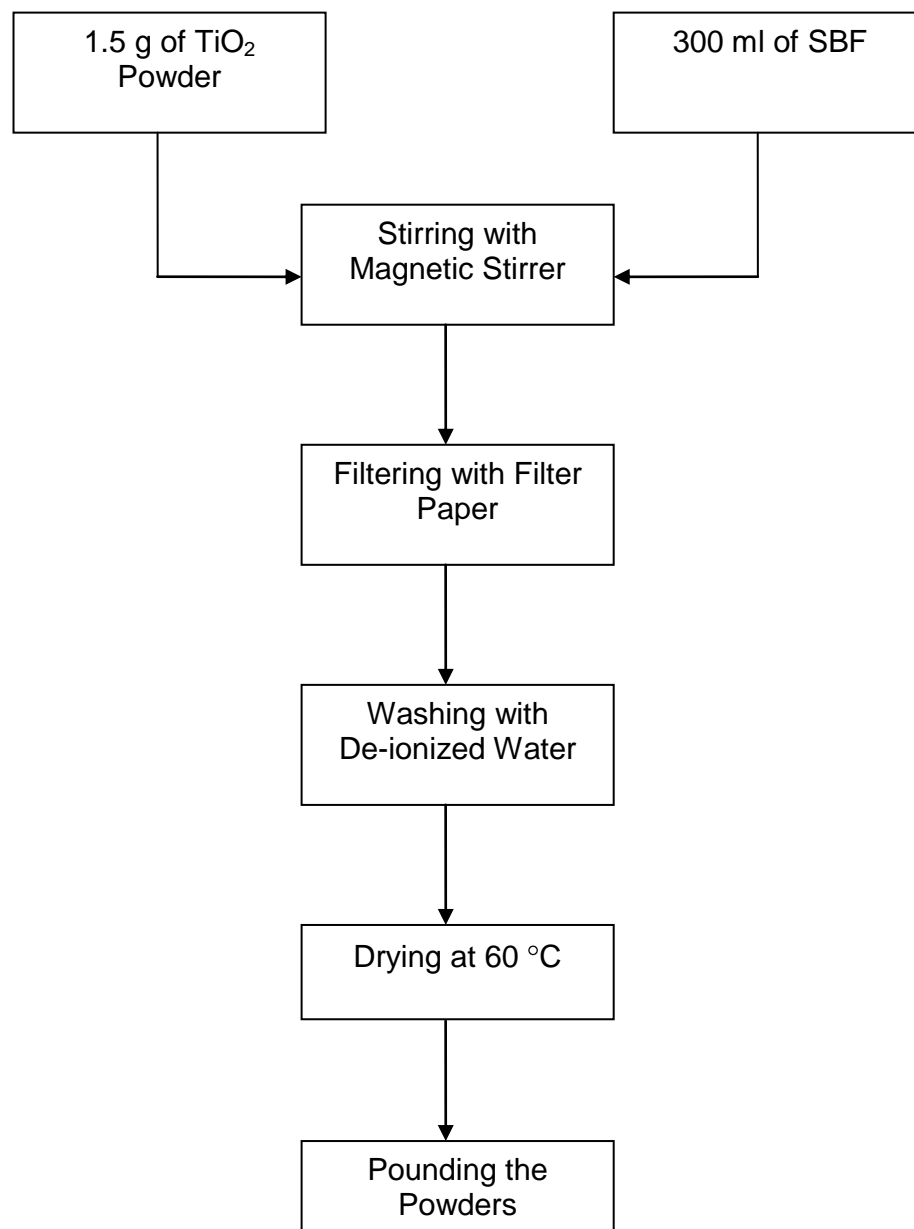 1.5 g of TiO₂
Powder
300 ml of SBF
Stirring with
Magnetic Stirrer
Filtering with Filter
Paper
Washing with
De-ionized Water
Drying at 60 °C
Pounding the
Powders